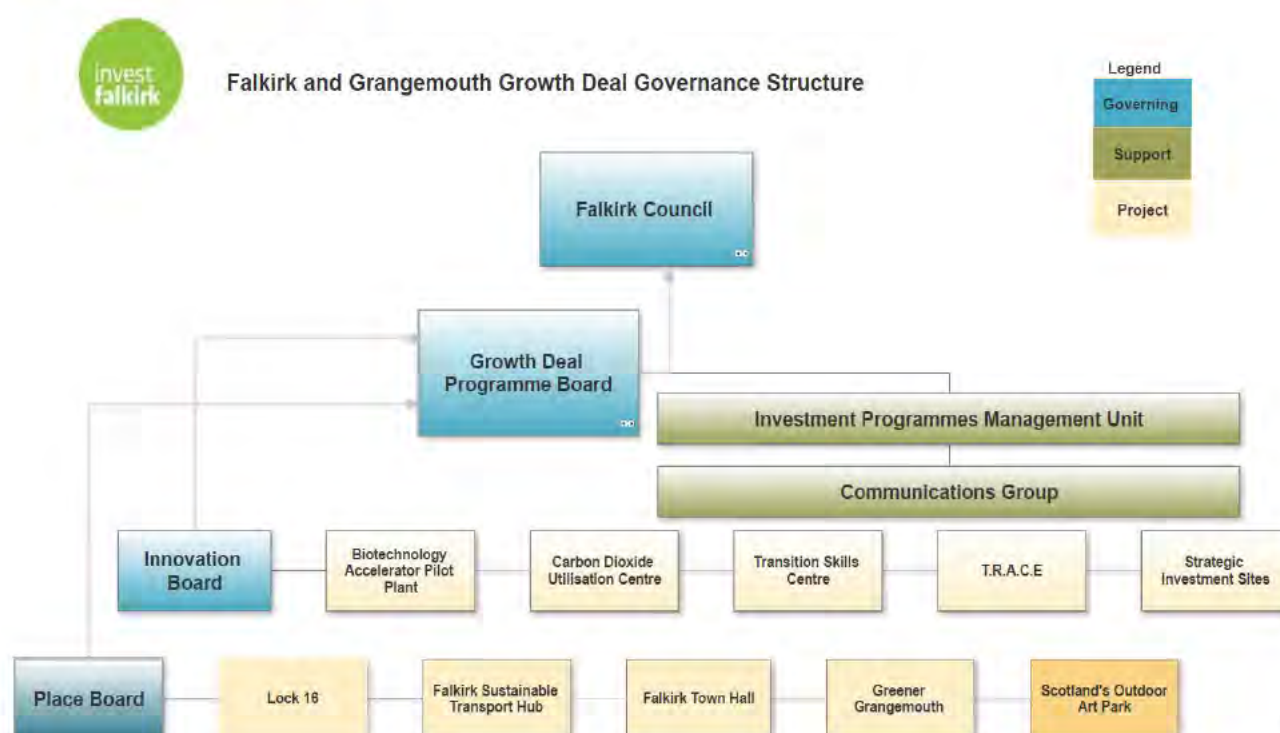 invest
falkirk
Falkirk and Grangemouth Growth Deal Governance Structure
Legend
Governing
Support
Project
Falkirk Council
Growth Deal
Programme Board
Investment Programmes Management Unit
Communications Group
Innovation
Board
Biotechnology
Accelerator Pilot
Plant
Carbon Dioxide
Utilisation Centre
Transition Skills
Centre
T.R.A.C.E
Strategic
Investment Sites
Place Board
Lock 16
Falkirk Sustainable
Transport Hub
Falkirk Town Hall
Greener
Grangemouth
Scotland's Outdoor
Art Park